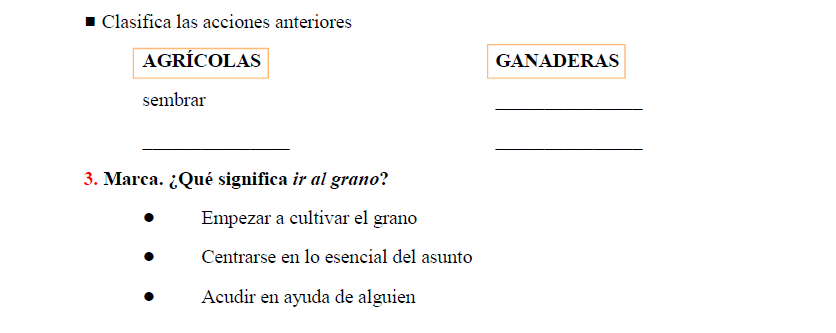 ■ Clasifica las acciones anteriores
AGRÍCOLAS GANADERAS
sembrar _______________
_______________ _______________
3. Marca. ¿Qué significa ir al grano?
● Empezar a cultivar el grano
● Centrarse en lo esencial del asunto
● Acudir en ayuda de alguien